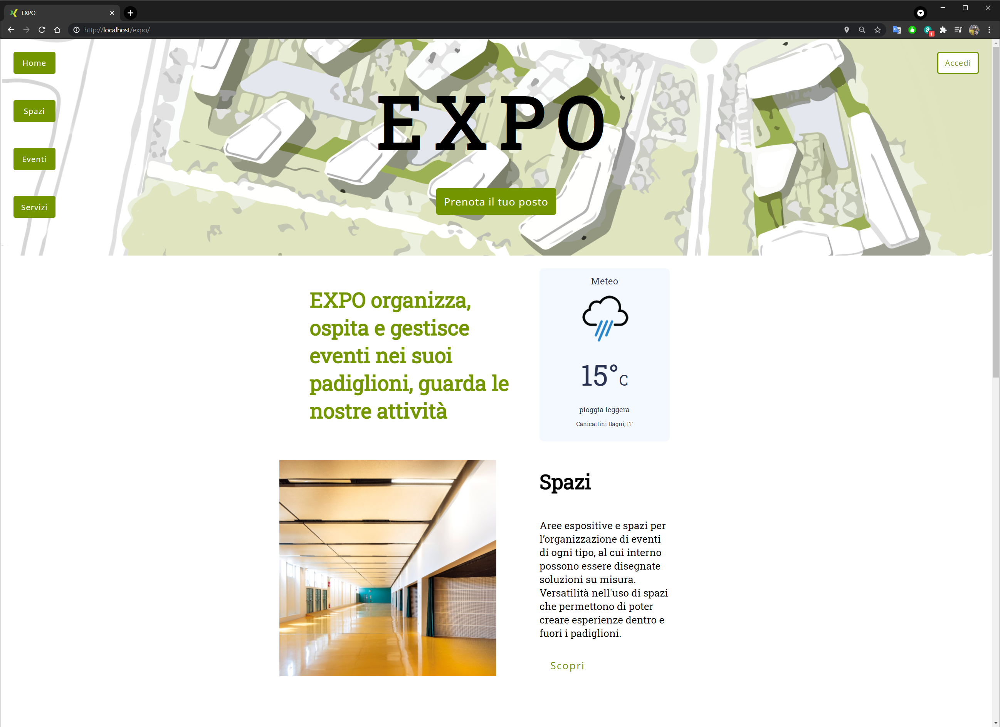 EXPO
http://localhost/expo/
1
Home
Accedi
Spazi
EXPO
Eventi
Prenota il tuo posto
Servizi
EXPO organizza,
ospita e gestisce
eventi nei suoi
padiglioni, guarda le
nostre attività
Meteo
15°C
pioggia leggera
Canicattini Bagni, IT
Spazi
Aree espositive e spazi per
l’organizzazione di eventi
di ogni tipo, al cui interno
possono essere disegnate
soluzioni su misura.
Versatilità nell'uso di spazi
che permettono di poter
creare esperienze dentro e
fuori i padiglioni.
Scopri